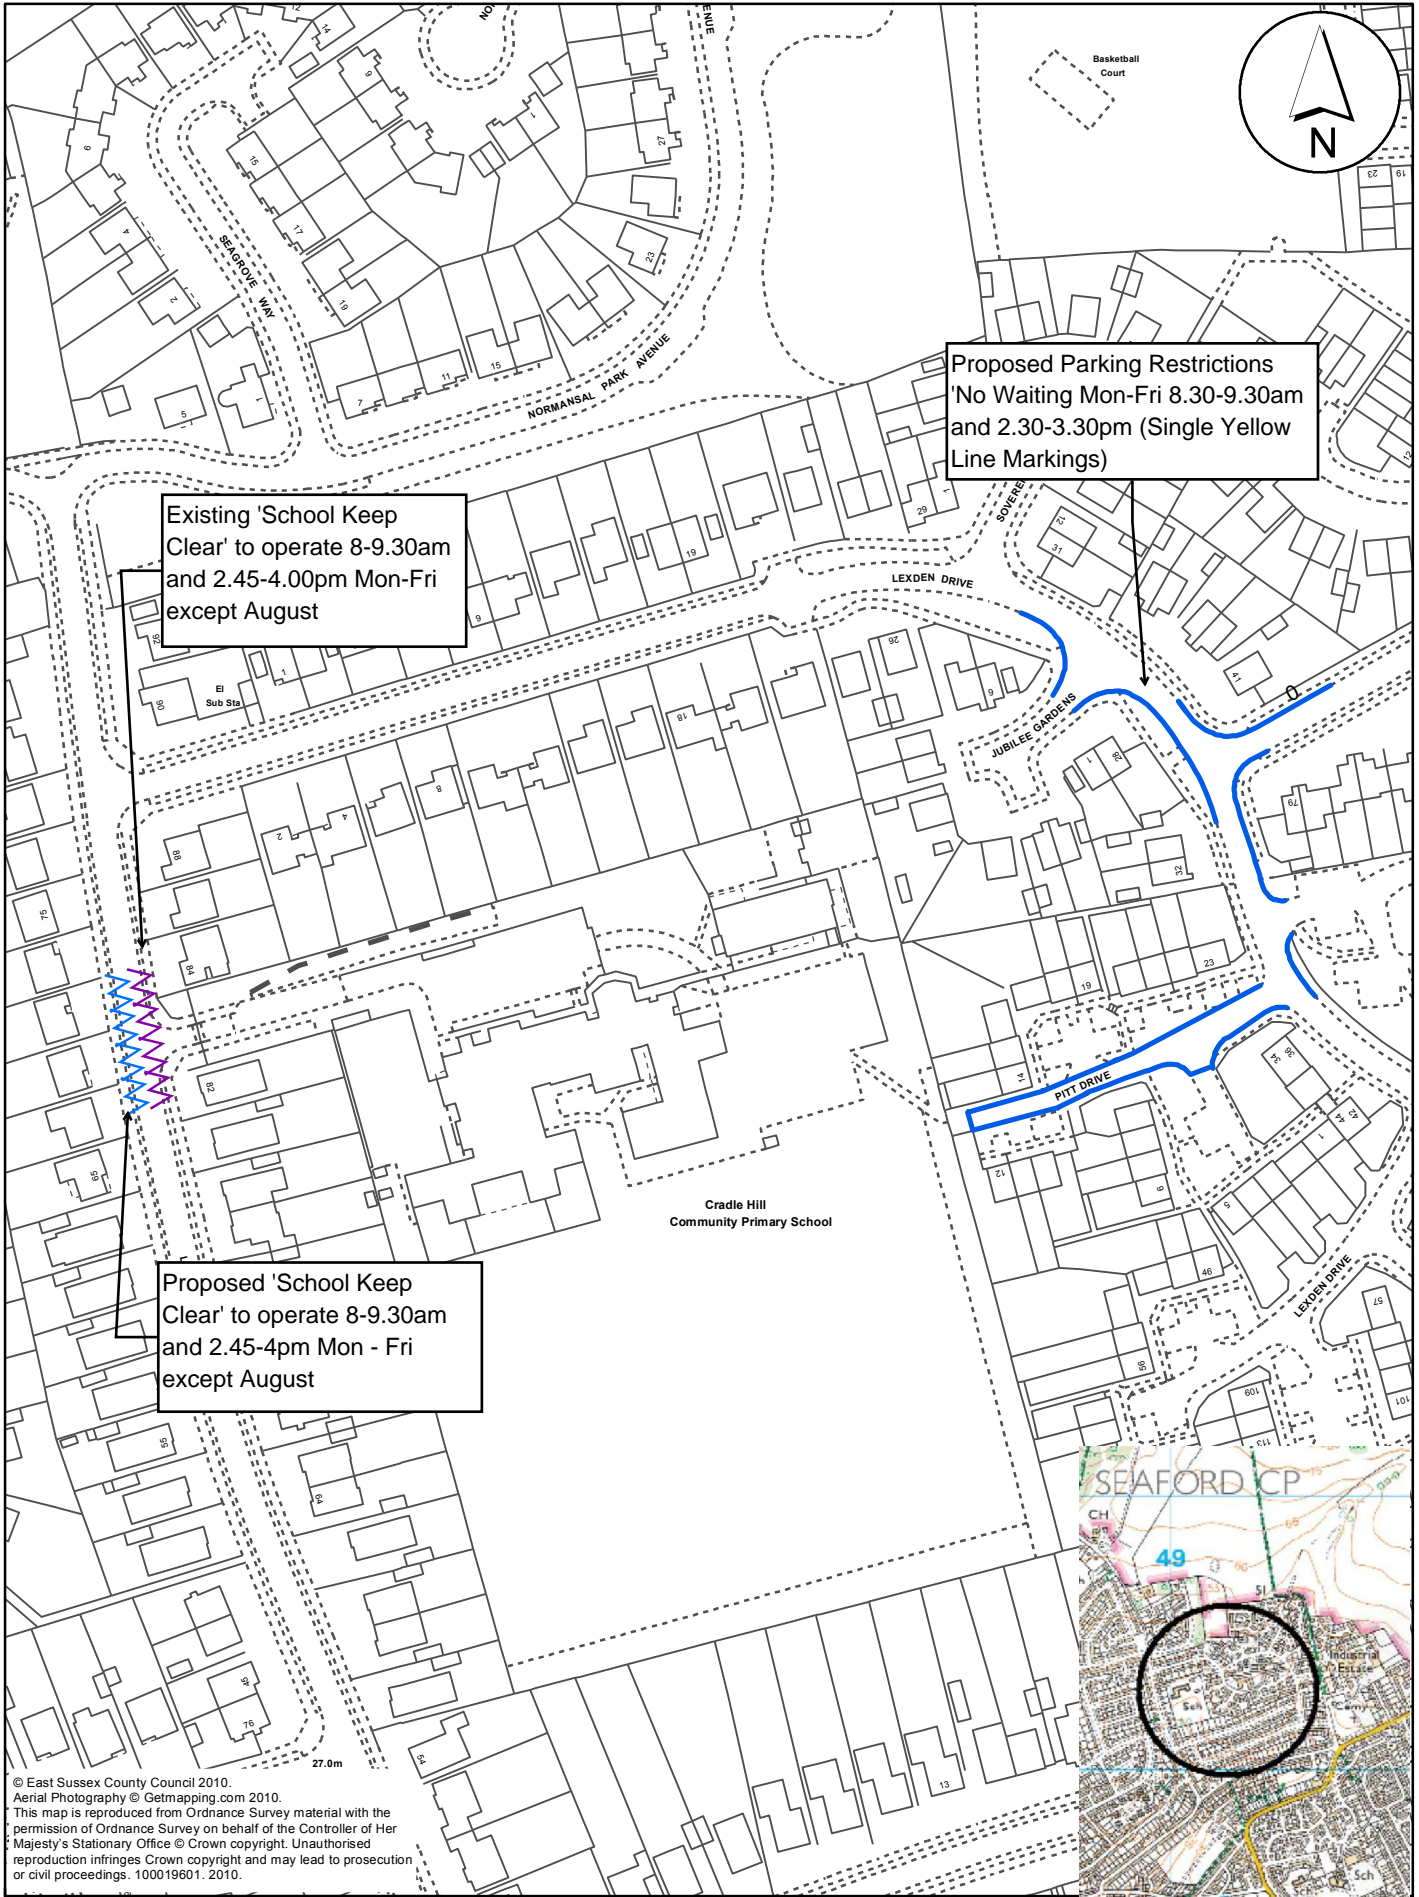 Basketball
Court
N
SEAGROVE WAY
NORMANSAL PARK AVENUE
Proposed Parking Restrictions
'No Waiting Mon-Fri 8.30-9.30am
and 2.30-3.30pm (Single Yellow
Line Markings)
Existing 'School Keep
Clear' to operate 8-9.30am
and 2.45-4.00pm Mon-Fri
except August
LEXDEN DRIVE
El
Sub Sta
JUBILEE GARDENS
PITT DRIVE
Cradle Hill
Community Primary School
Proposed 'School Keep
Clear' to operate 8-9.30am
and 2.45-4pm Mon - Fri
except August
LEXDEN DRIVE
SEAFORD CP
CH
49
Industrial
Estate
Sch
Cemy
Sch
27.0m
© East Sussex County Council 2010.
Aerial Photography © Getmapping.com 2010.
This map is reproduced from Ordnance Survey material with the
permission of Ordnance Survey on behalf of the Controller of Her
Majesty's Stationary Office © Crown copyright. Unauthorised
reproduction infringes Crown copyright and may lead to prosecution
or civil proceedings. 100019601. 2010.